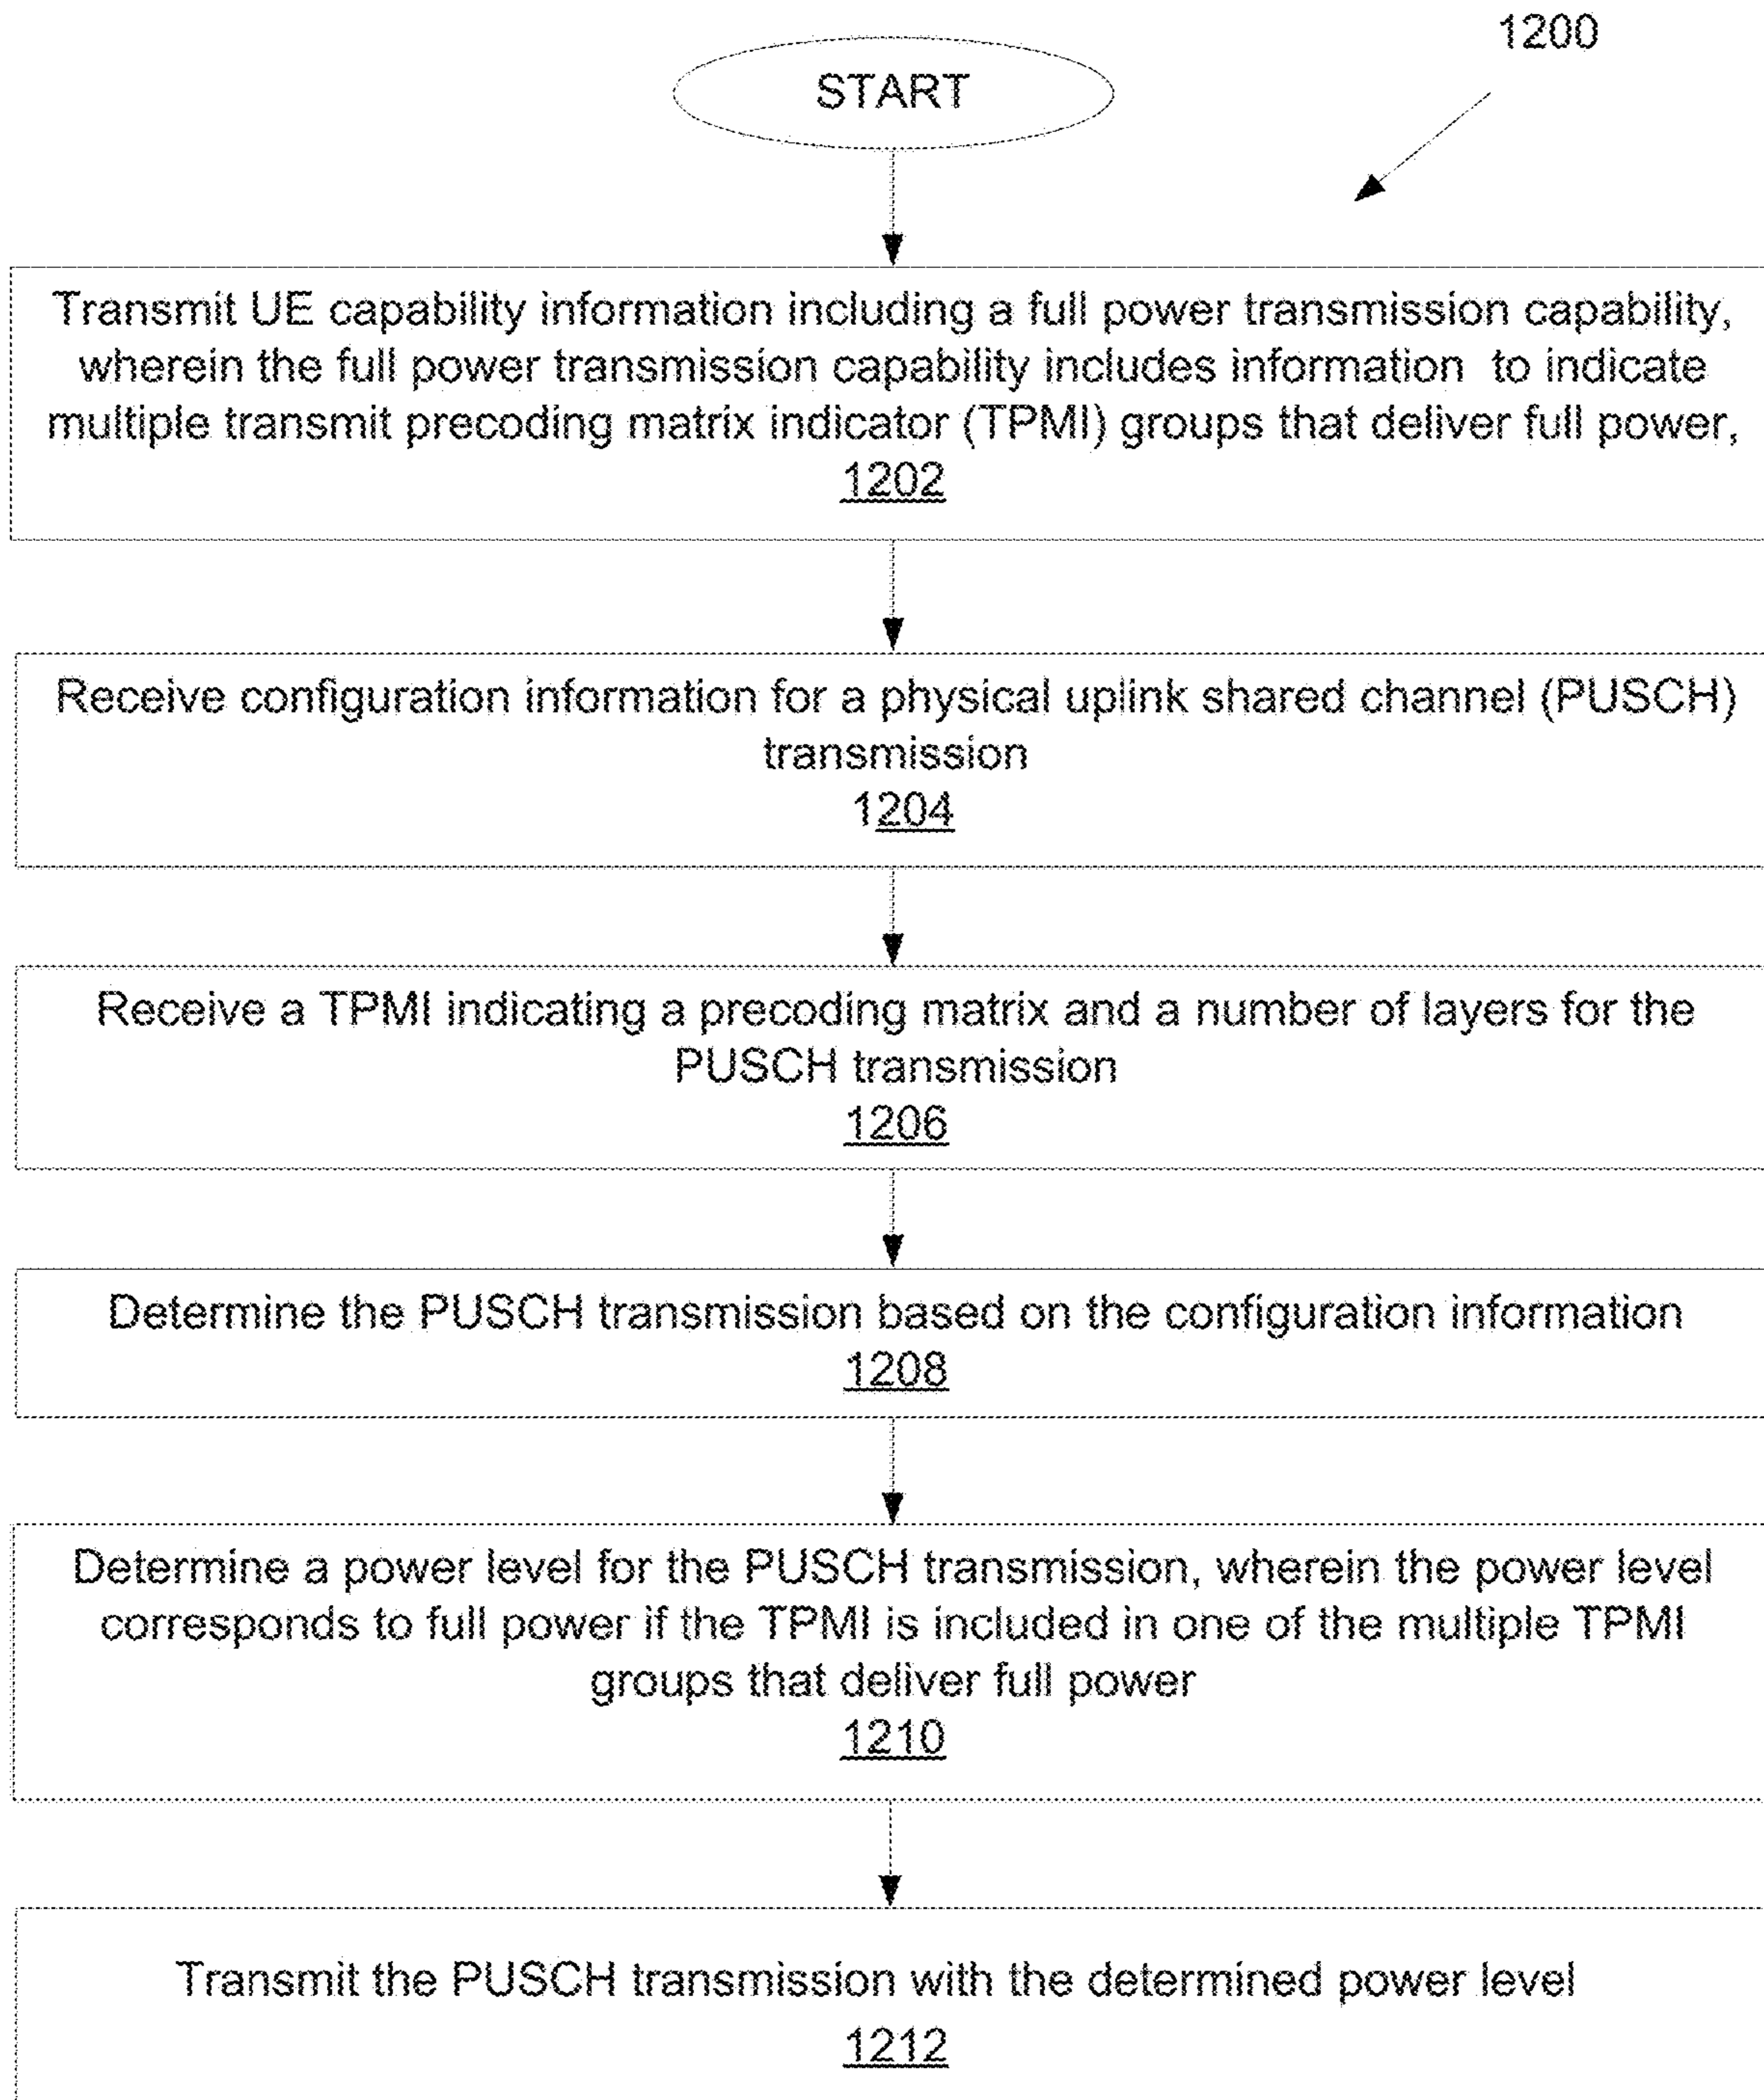 1200
START
Transmit UE capability information including a full power transmission capability,
wherein the full power transmission capability includes information to indicate
multiple transmit precoding matrix indicator (TPMI) groups that deliver full power,
1202
Receive configuration information for a physical uplink shared channel (PUSCH)
transmission
1204
Receive a TPMI indicating a precoding matrix and a number of layers for the
PUSCH transmission
1206
Determine the PUSCH transmission based on the configuration information
1208
Determine a power level for the PUSCH transmission, wherein the power level
corresponds to full power if the TPMI is included in one of the multiple TPMI
groups that deliver full power
1210
Transmit the PUSCH transmission with the determined power level
1212